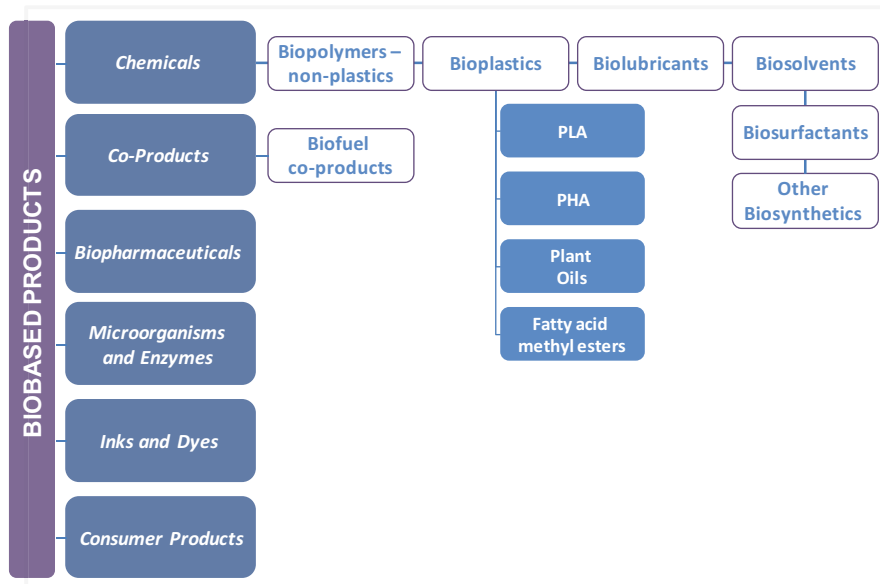 BIOBASED PRODUCTS
Chemicals
Biopolymers –
non-plastics
Bioplastics
Biolubricants
Biosolvents
PLA
Biosurfactants
Co-Products
Biofuel
co-products
PHA
Other
Biosynthetics
Biopharmaceuticals
Plant
Oils
Microorganisms
and Enzymes
Fatty acid
methyl esters
Inks and Dyes
Consumer Products